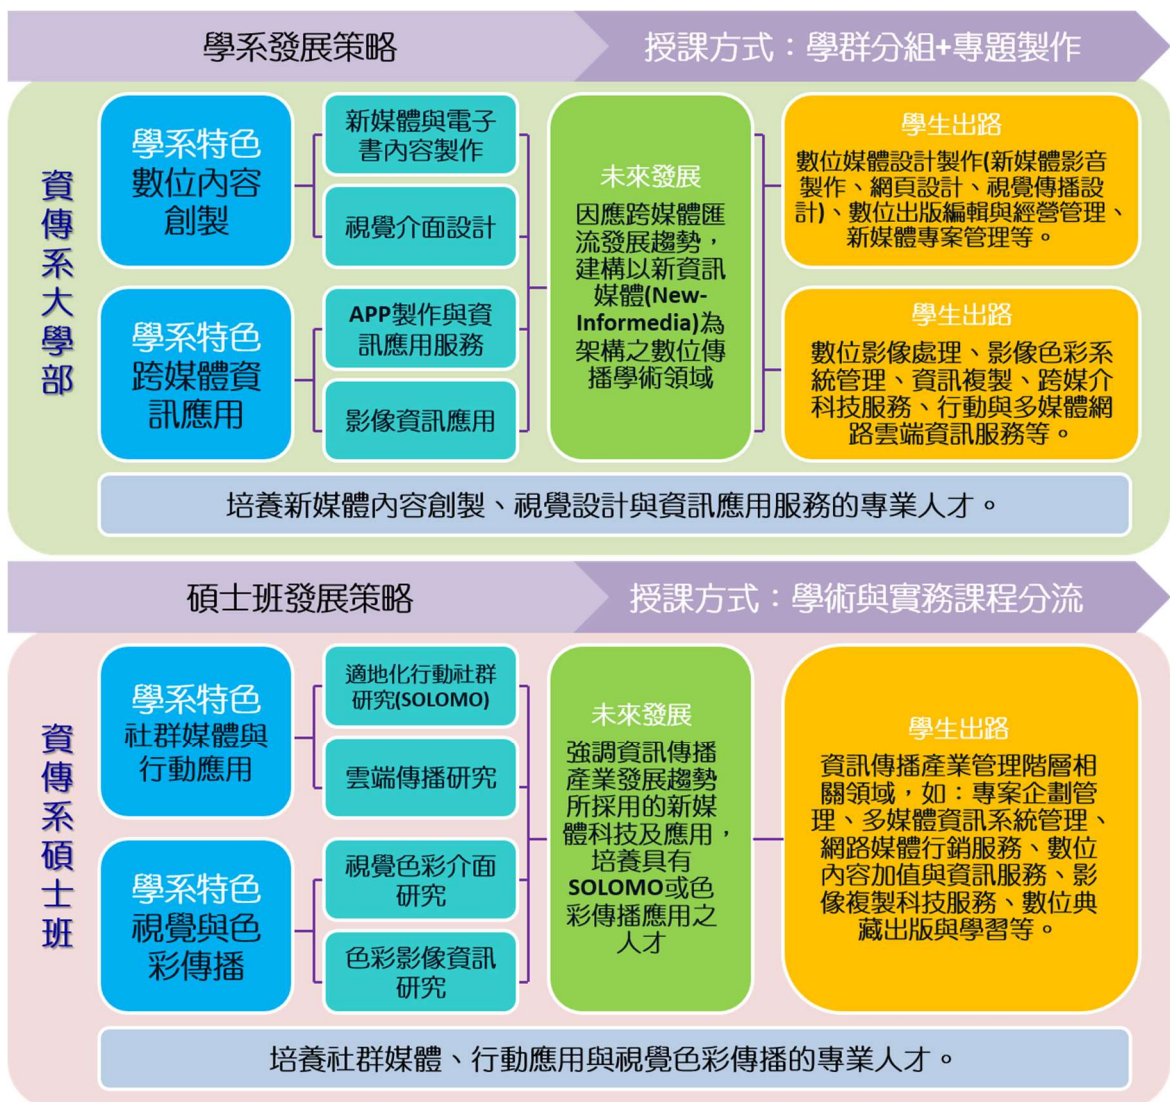 學系發展策略
授課方式：學群分組+專題製作
資傳系大學部
學系特色
數位內容
創製
新媒體與電子
書內容製作
視覺介面設計
學系特色
跨媒體資
訊應用
APP製作與資
訊應用服務
影像資訊應用
未來發展
因應跨媒體匯
流發展趨勢，
建構以新資訊
媒體(New-
Informedia)為
架構之數位傳
播學術領域
學生出路
數位媒體設計製作(新媒體影音
製作、網頁設計、視覺傳播設
計)、數位出版編輯與經營管理、
新媒體專案管理等。
學生出路
數位影像處理、影像色彩系
統管理、資訊複製、跨媒介
科技服務、行動與多媒體網
路雲端資訊服務等。
培養新媒體內容創製、視覺設計與資訊應用服務的專業人才。
碩士班發展策略
授課方式：學術與實務課程分流
資傳系碩士班
學系特色
社群媒體與
行動應用
適地化行動社群
研究(SOLOMO)
雲端傳播研究
學系特色
視覺與色
彩傳播
視覺色彩介面
研究
色彩影像資訊
研究
未來發展
強調資訊傳播
產業發展趨勢
所採用的新媒
體科技及應用，
培養具有
SOLOMO或色
彩傳播應用之
人才
學生出路
資訊傳播產業管理階層相
關領域，如：專案企劃管
理、多媒體資訊系統管理、
網路媒體行銷服務、數位
內容加值與資訊服務、影
像複製科技服務、數位典
藏出版與學習等。
培養社群媒體、行動應用與視覺色彩傳播的專業人才。